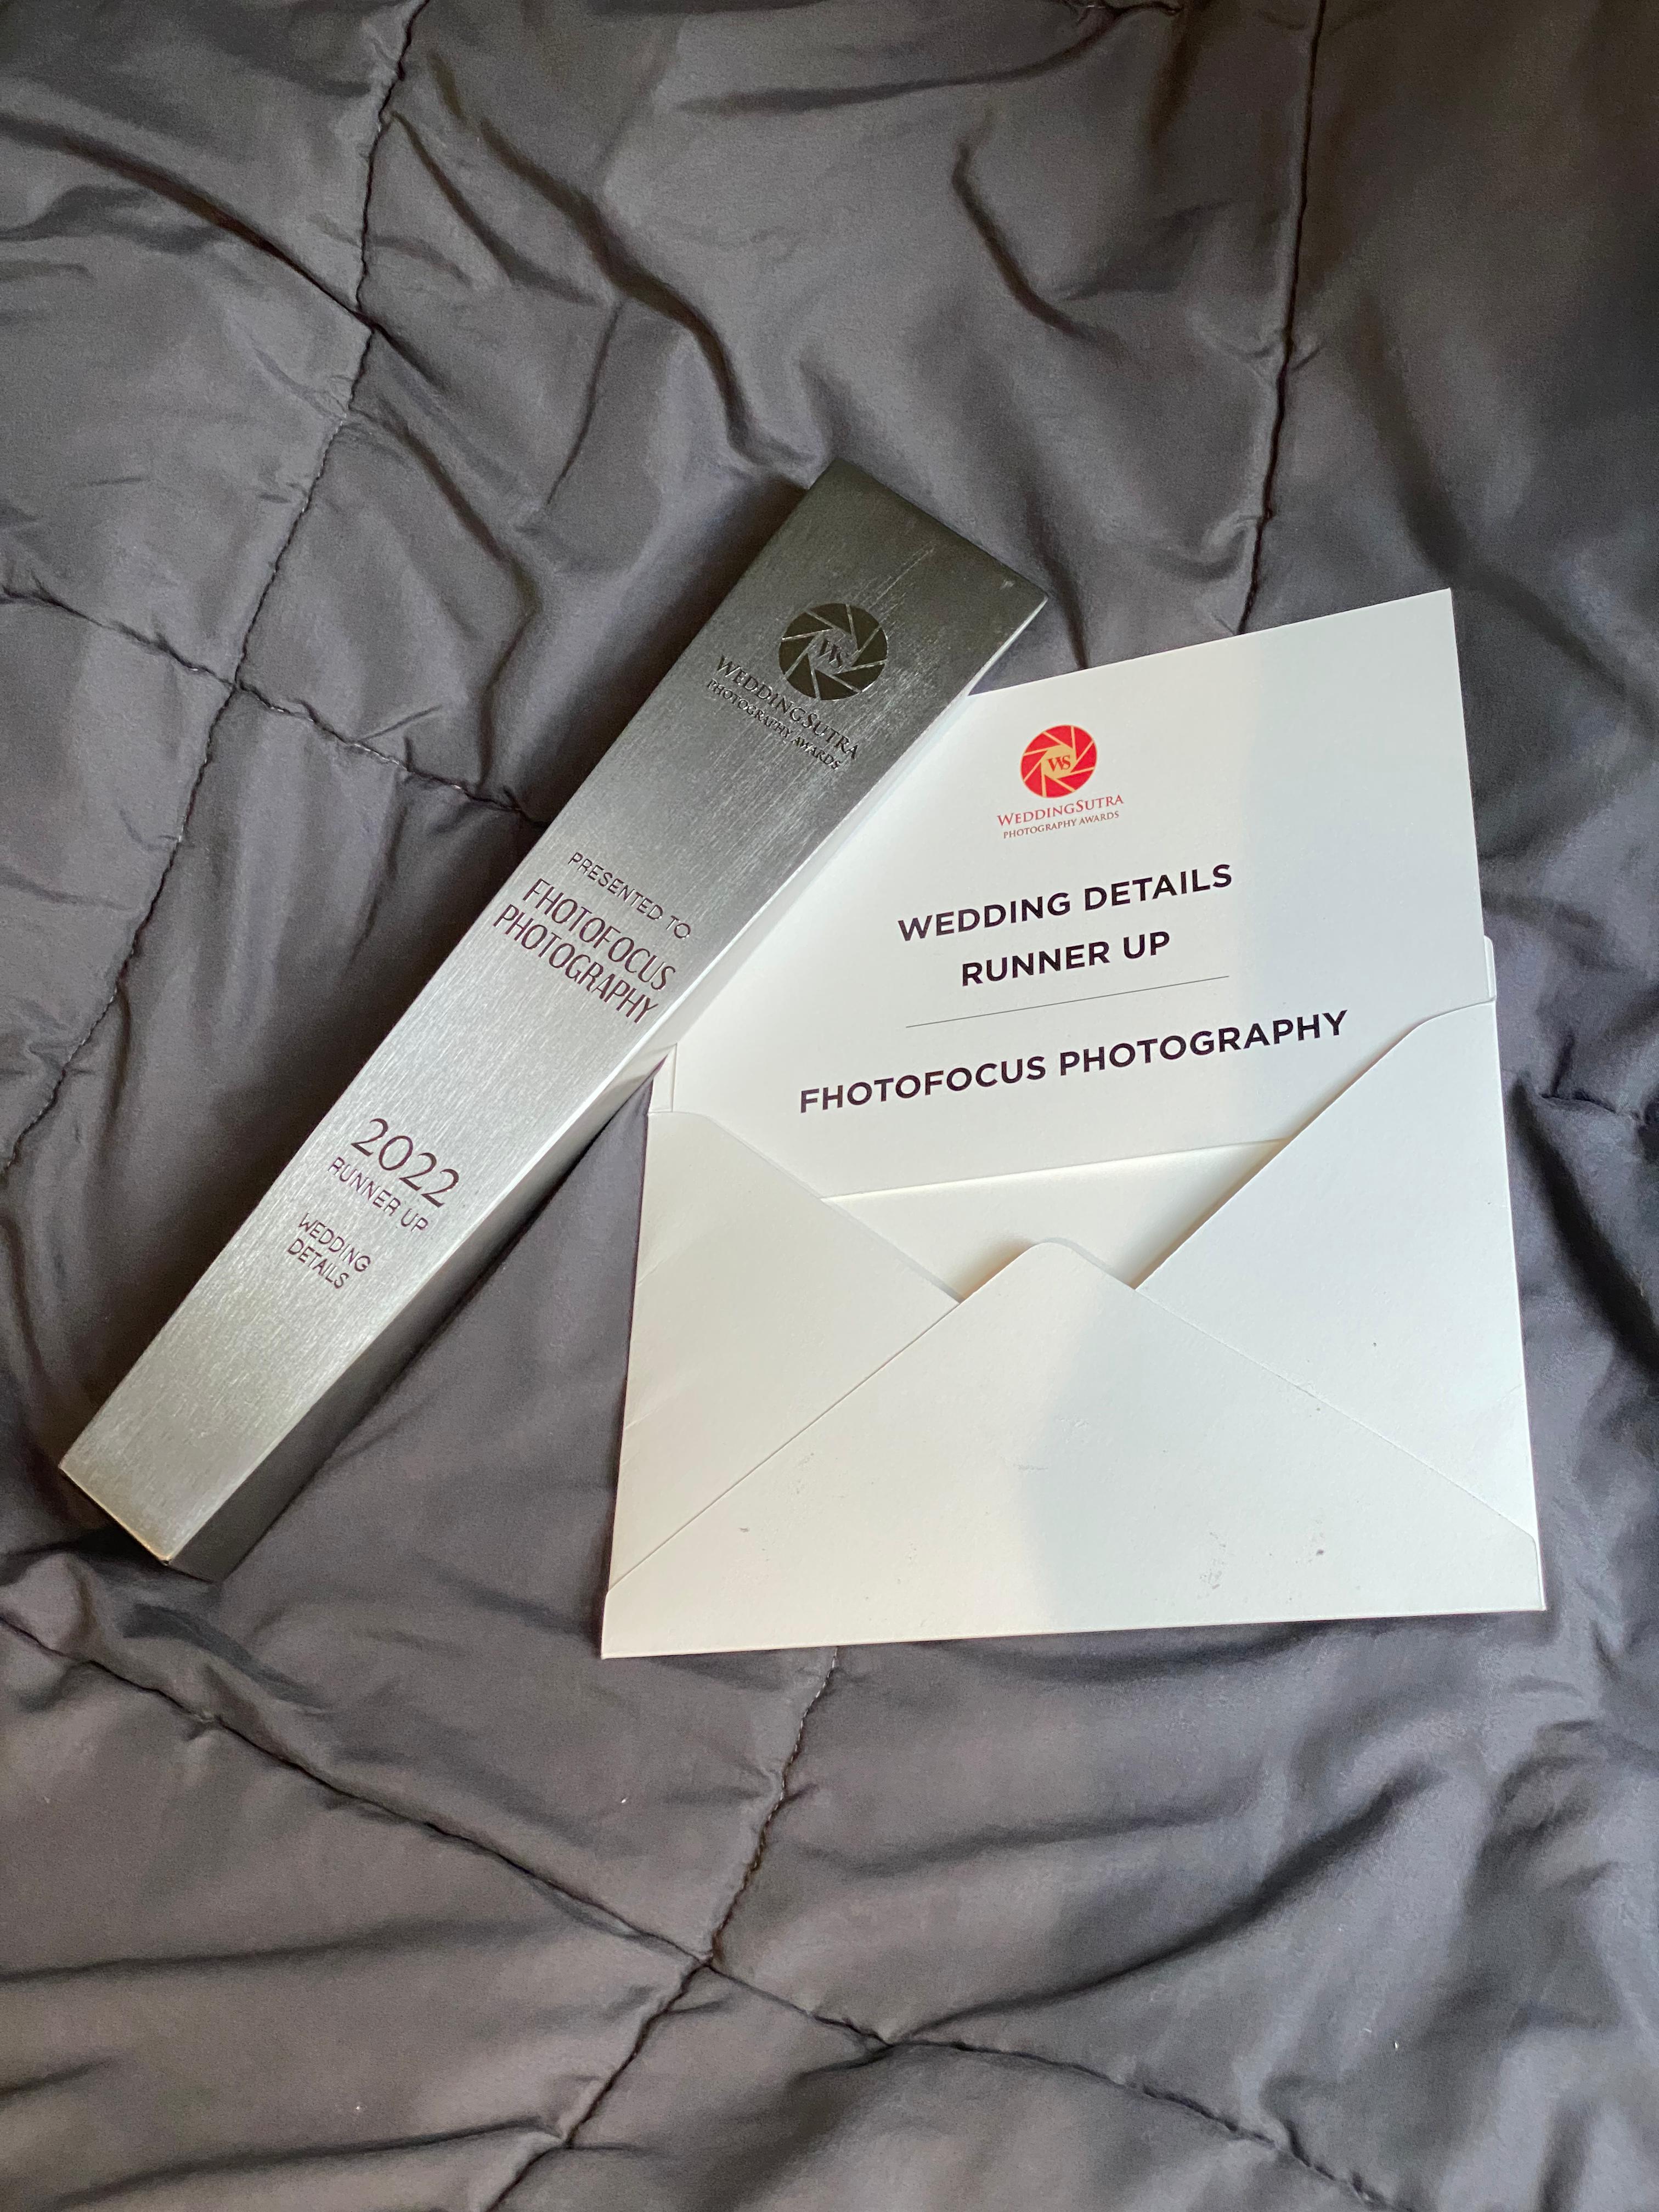 WS
WEDDINGSUTRA
PHOTOGRAPHY AWARDS
PRESENTED TO
FHOTOFOCUS
PHOTOGRAPHY
2022
RUNNER UP
WEDDING
DETAILS
WS
WEDDINGSUTRA
PHOTOGRAPHY AWARDS
WEDDING DETAILS
RUNNER UP
FHOTOFOCUS PHOTOGRAPHY